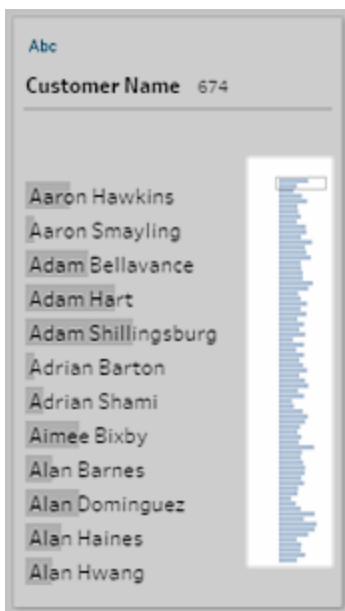 Abc
Customer Name 674
Aaron Hawkins
Aaron Smayling
Adam Bellavance
Adam Hart
Adam Shillingsburg
Adrian Barton
Adrian Shami
Aimee Bixby
Alan Barnes
Alan Dominguez
Alan Haines
Alan Hwang